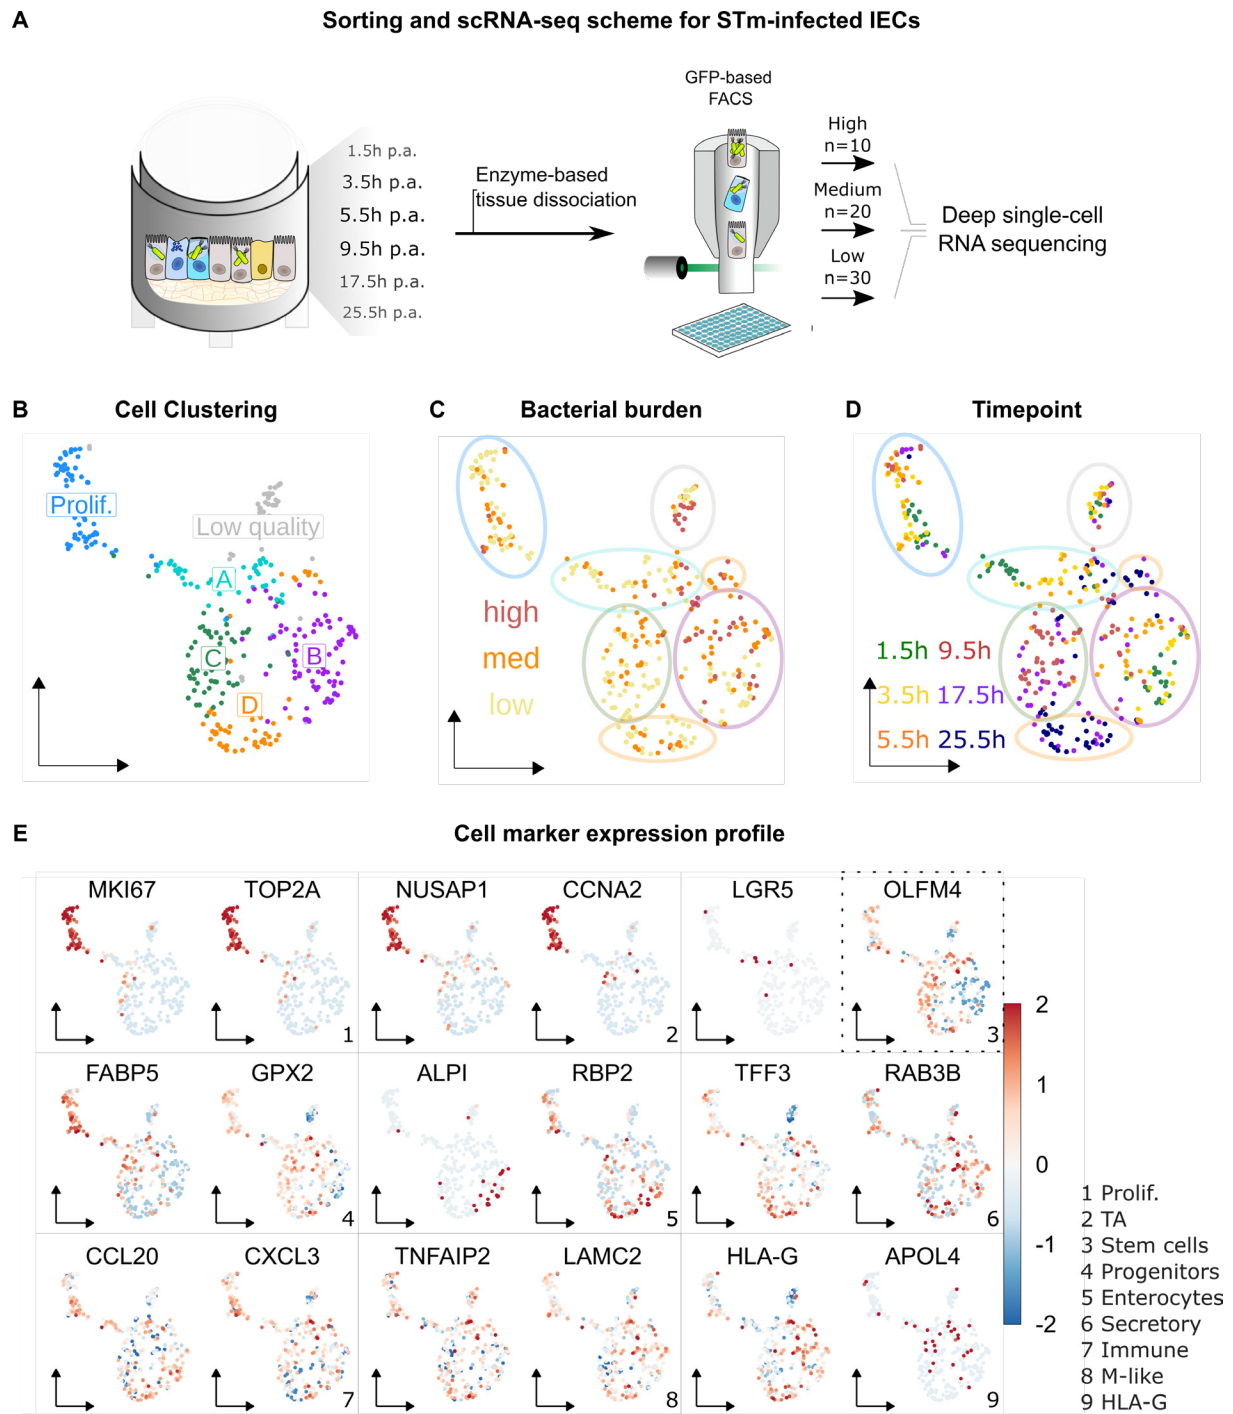 A
Sorting and scRNA-seq scheme for STm-infected IECs
1.5h p.a.
3.5h p.a.
5.5h p.a.
9.5h p.a.
17.5h p.a.
25.5h p.a.
Enzyme-based
tissue dissociation
GFP-based
FACS
High
n=10
Medium
n=20
Low
n=30
Deep single-cell
RNA sequencing
B
Cell Clustering
Prolif.
Low quality
A
C
B
D
C
Bacterial burden
high
med
low
D
Timepoint
1.5h 9.5h
3.5h 17.5h
5.5h 25.5h
E
Cell marker expression profile
MKI67 TOP2A NUSAP1 CCNA2 LGR5 OLFM4
1 2 3
FABP5 GPX2 ALPI RBP2 TFF3 RAB3B
4 5 6
CCL20 CXCL3 TNFAIP2 LAMC2 HLA-G APOL4
7 8 9
2
1
0
-1
-2
1 Prolif.
2 TA
3 Stem cells
4 Progenitors
5 Enterocytes
6 Secretory
7 Immune
8 M-like
9 HLA-G